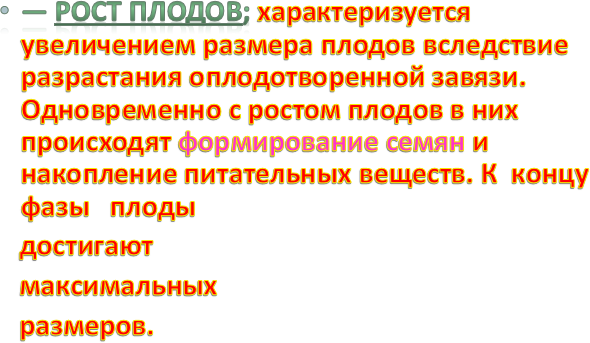 • — РОСТ ПЛОДОВ; характеризуется
увеличением размера плодов вследствие
разрастания оплодотворенной завязи.
Одновременно с ростом плодов в них
происходят формирование семян и
накопление питательных веществ. К концу
фазы плоды
достигают
максимальных
размеров.